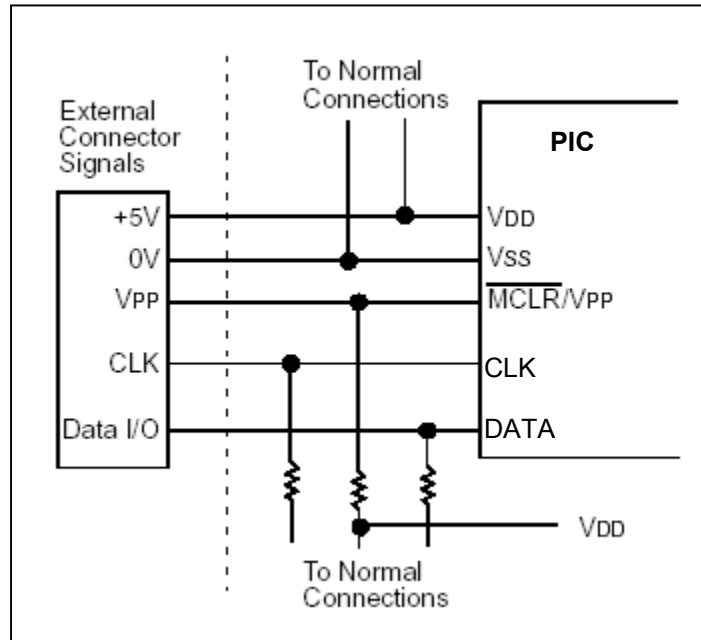 To Normal
Connections
External
Connector
Signals
PIC
+5V
VDD
0V
VSS
VPP
MCLR/VPP
CLK
CLK
Data I/O
DATA
VDD
To Normal
Connections